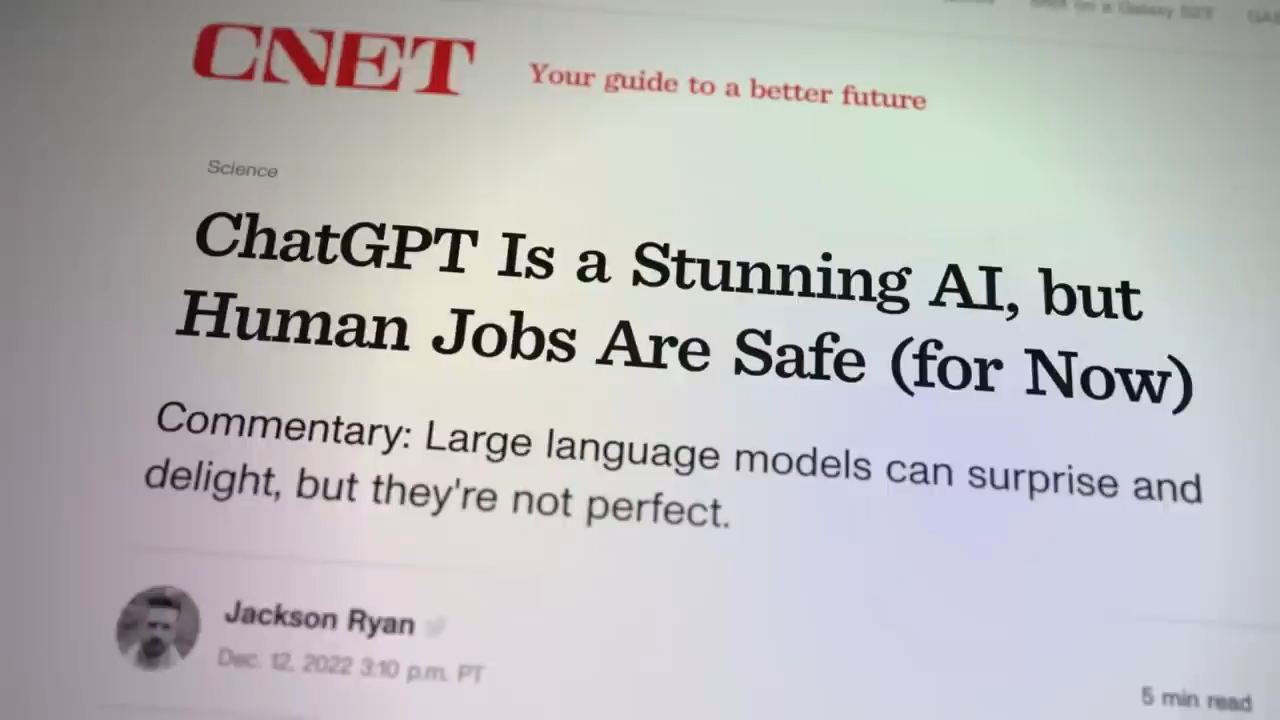 CNET
Your guide to a better future
Science
ChatGPT Is a Stunning AI, but
Human Jobs Are Safe (for Now)
Commentary: Large language models can surprise and
delight, but they're not perfect.
Jackson Ryan
Dec. 12, 2022 3:10 p.m. PT
5 min read